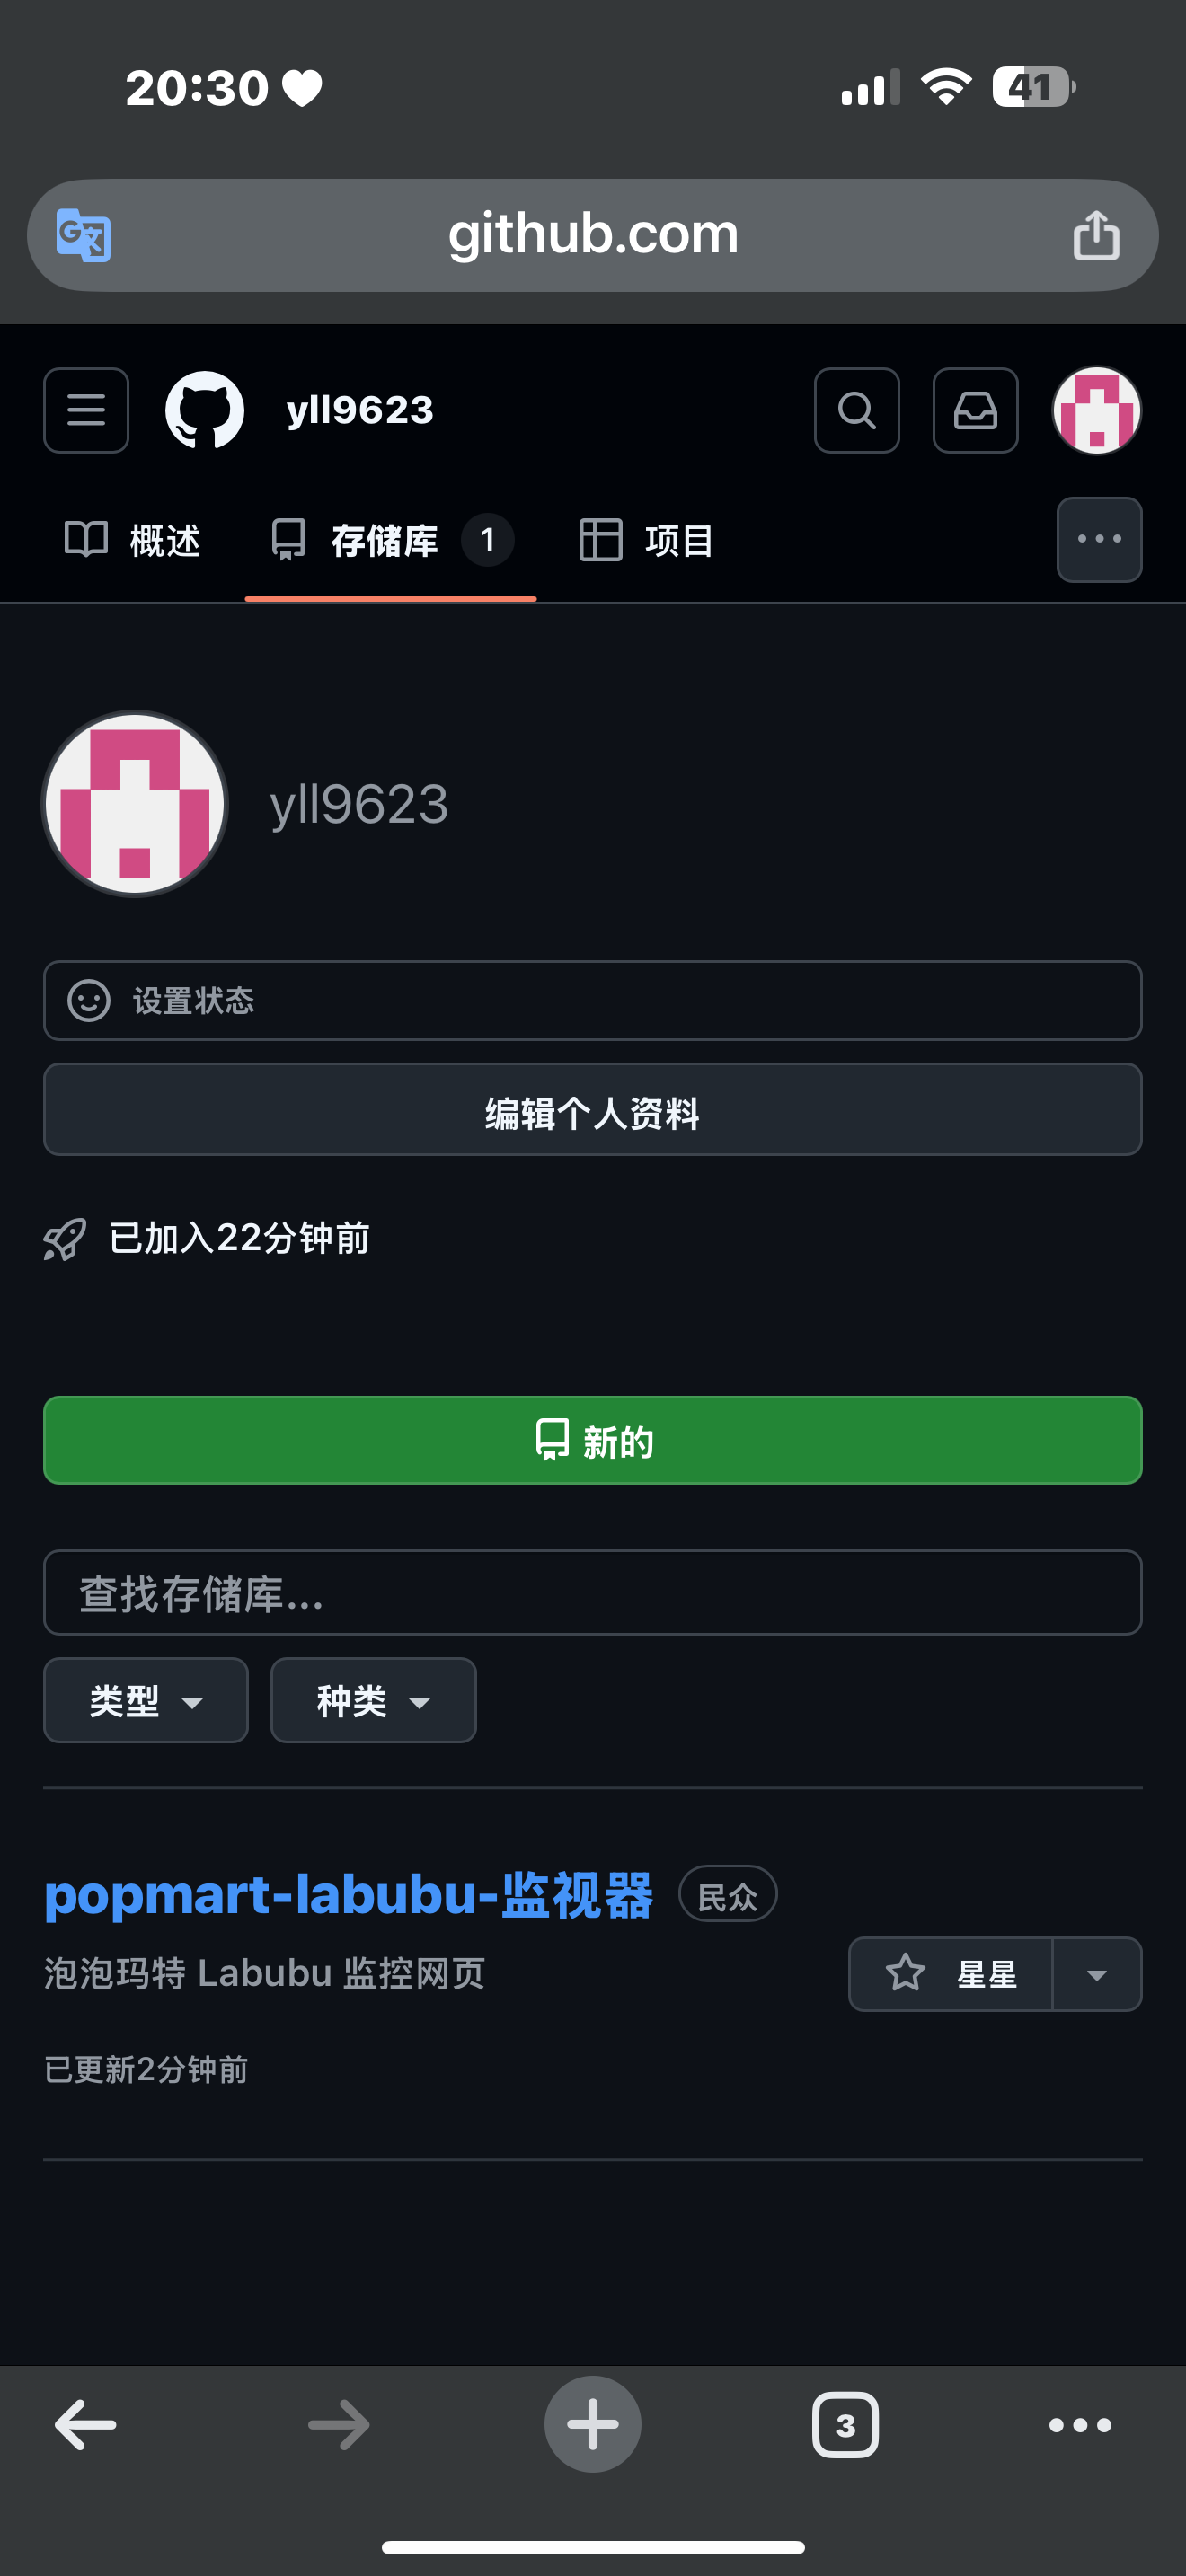 20:30
41
github.com
yll9623
概述 存储库 1 项目
yll9623
设置状态
编辑个人资料
已加入22分钟前
新的
查找存储库...
类型 种类
popmart-labubu-监视器 民众
泡泡玛特 Labubu 监控网页
星星
已更新2分钟前
3